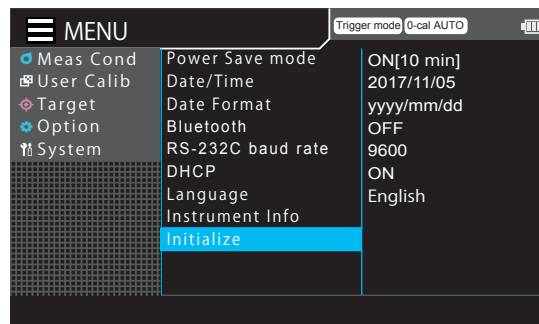 MENU
Trigger mode 0-cal AUTO
Meas Cond
User Calib
Target
Option
System
Power Save mode ON[10 min]
Date/Time 2017/11/05
Date Format yyyy/mm/dd
Bluetooth OFF
RS-232C baud rate 9600
DHCP ON
Language English
Instrument Info
Initialize